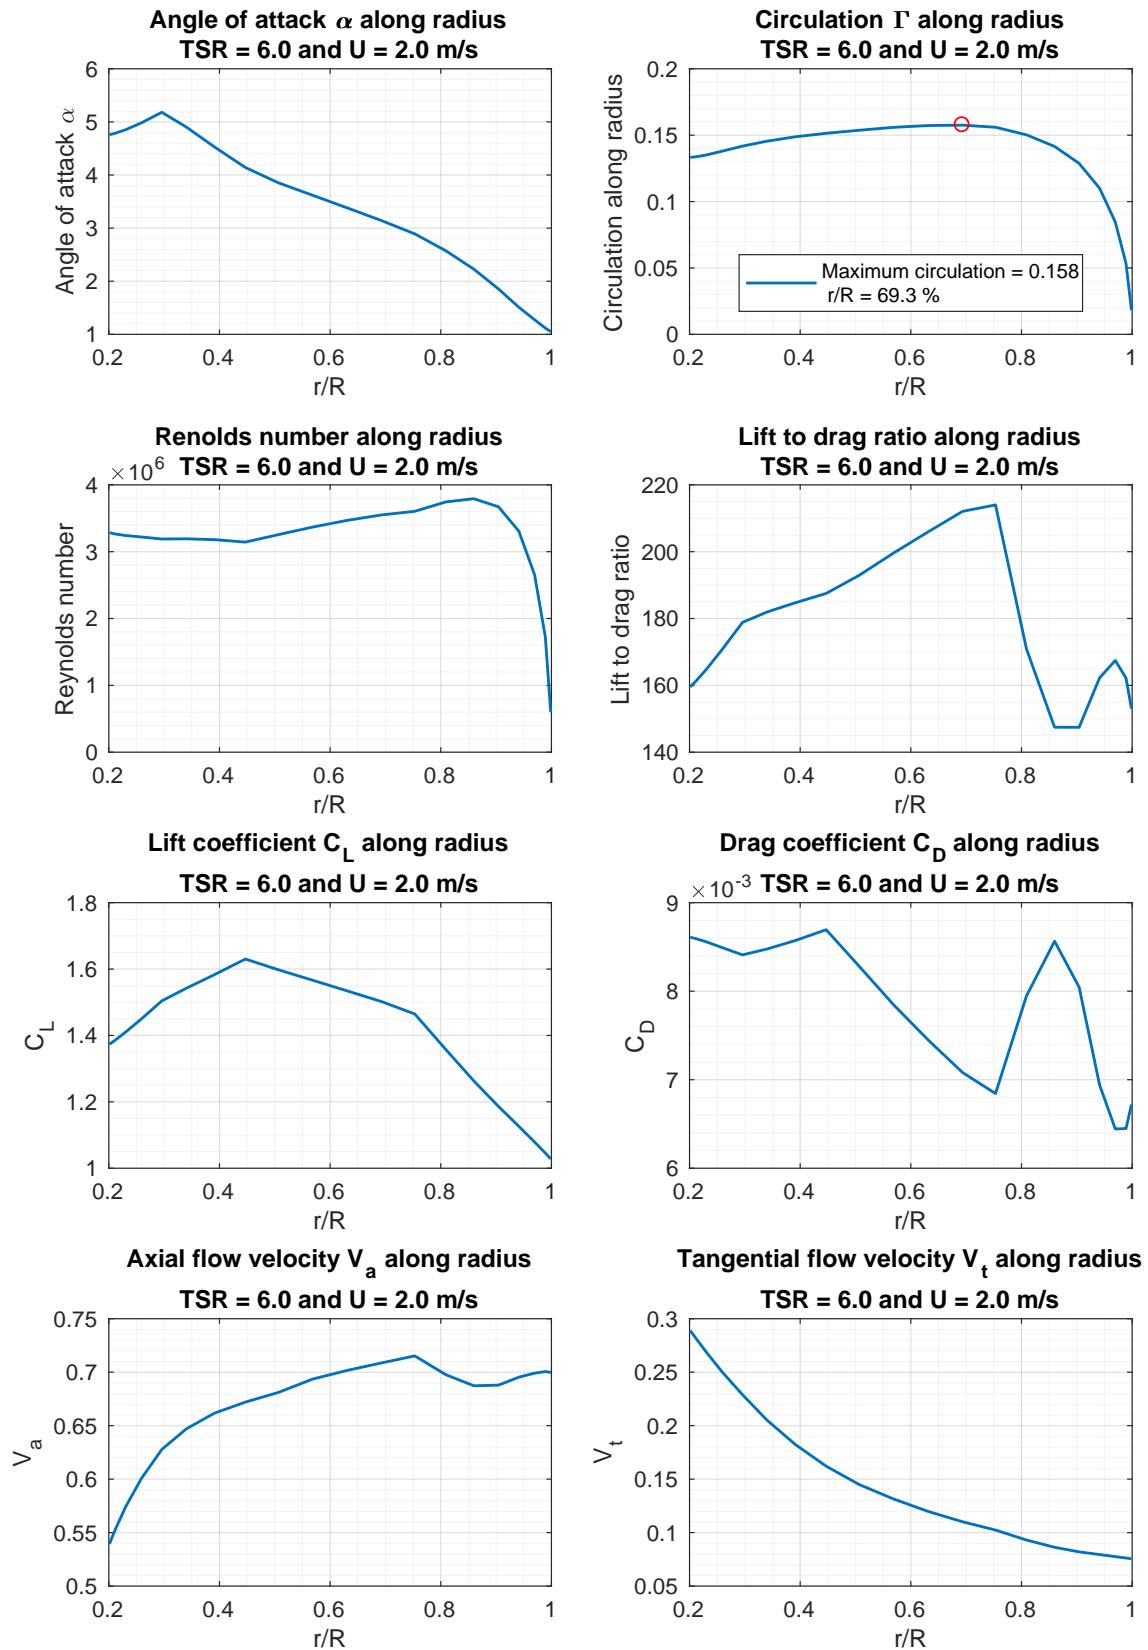 Angle of attack α along radius
TSR = 6.0 and U = 2.0 m/s
6
5
4
3
2
1
Angle of attack α
0.2 0.4 0.6 0.8 1
r/R
Circulation Γ along radius
TSR = 6.0 and U = 2.0 m/s
0.2
0.15
0.1
0.05
0
Circulation along radius
Maximum circulation = 0.158
r/R = 69.3 %
0.2 0.4 0.6 0.8 1
r/R
Renolds number along radius
TSR = 6.0 and U = 2.0 m/s
×10^6
4
3
2
1
0
Reynolds number
0.2 0.4 0.6 0.8 1
r/R
Lift to drag ratio along radius
TSR = 6.0 and U = 2.0 m/s
220
200
180
160
140
Lift to drag ratio
0.2 0.4 0.6 0.8 1
r/R
Lift coefficient C_L along radius
TSR = 6.0 and U = 2.0 m/s
1.8
1.6
1.4
1.2
1
C_L
0.2 0.4 0.6 0.8 1
r/R
Drag coefficient C_D along radius
TSR = 6.0 and U = 2.0 m/s
×10^-3
9
8
7
6
C_D
0.2 0.4 0.6 0.8 1
r/R
Axial flow velocity V_a along radius
TSR = 6.0 and U = 2.0 m/s
0.75
0.7
0.65
0.6
0.55
0.5
V_a
0.2 0.4 0.6 0.8 1
r/R
Tangential flow velocity V_t along radius
TSR = 6.0 and U = 2.0 m/s
0.3
0.25
0.2
0.15
0.1
0.05
V_t
0.2 0.4 0.6 0.8 1
r/R